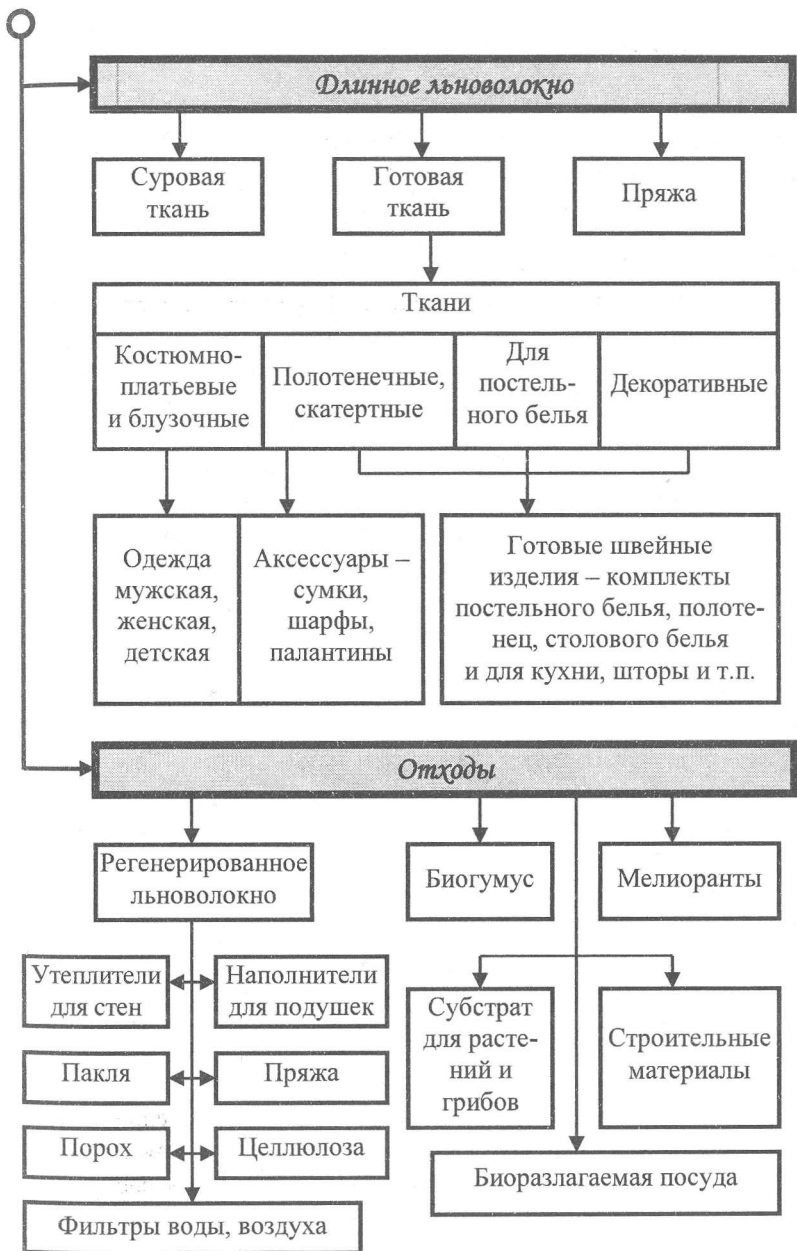 Длинное льноволокно
Суровая
ткань
Готовая
ткань
Пряжа
Ткани
Костюмно-
платьевые
и блузочные
Полотенечные,
скатертные
Для
постель-
ного белья
Декоративные
Одежда
мужская,
женская,
детская
Аксессуары –
сумки,
шарфы,
палантины
Готовые швейные
изделия – комплекты
постельного белья, полоте-
нец, столового белья
и для кухни, шторы и т.п.
Отходы
Регенерированное
льноволокно
Биогумус
Мелиоранты
Утеплители
для стен
Наполнители
для подушек
Субстрат
для расте-
ний и
грибов
Строительные
материалы
Пакля
Пряжа
Порох
Целлюлоза
Биоразлагаемая посуда
Фильтры воды, воздуха